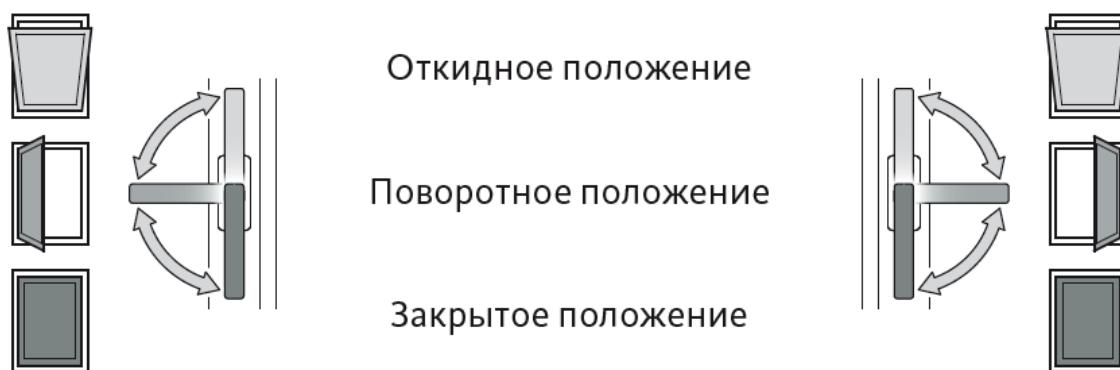 Откидное положение
Поворотное положение
Закрытое положение